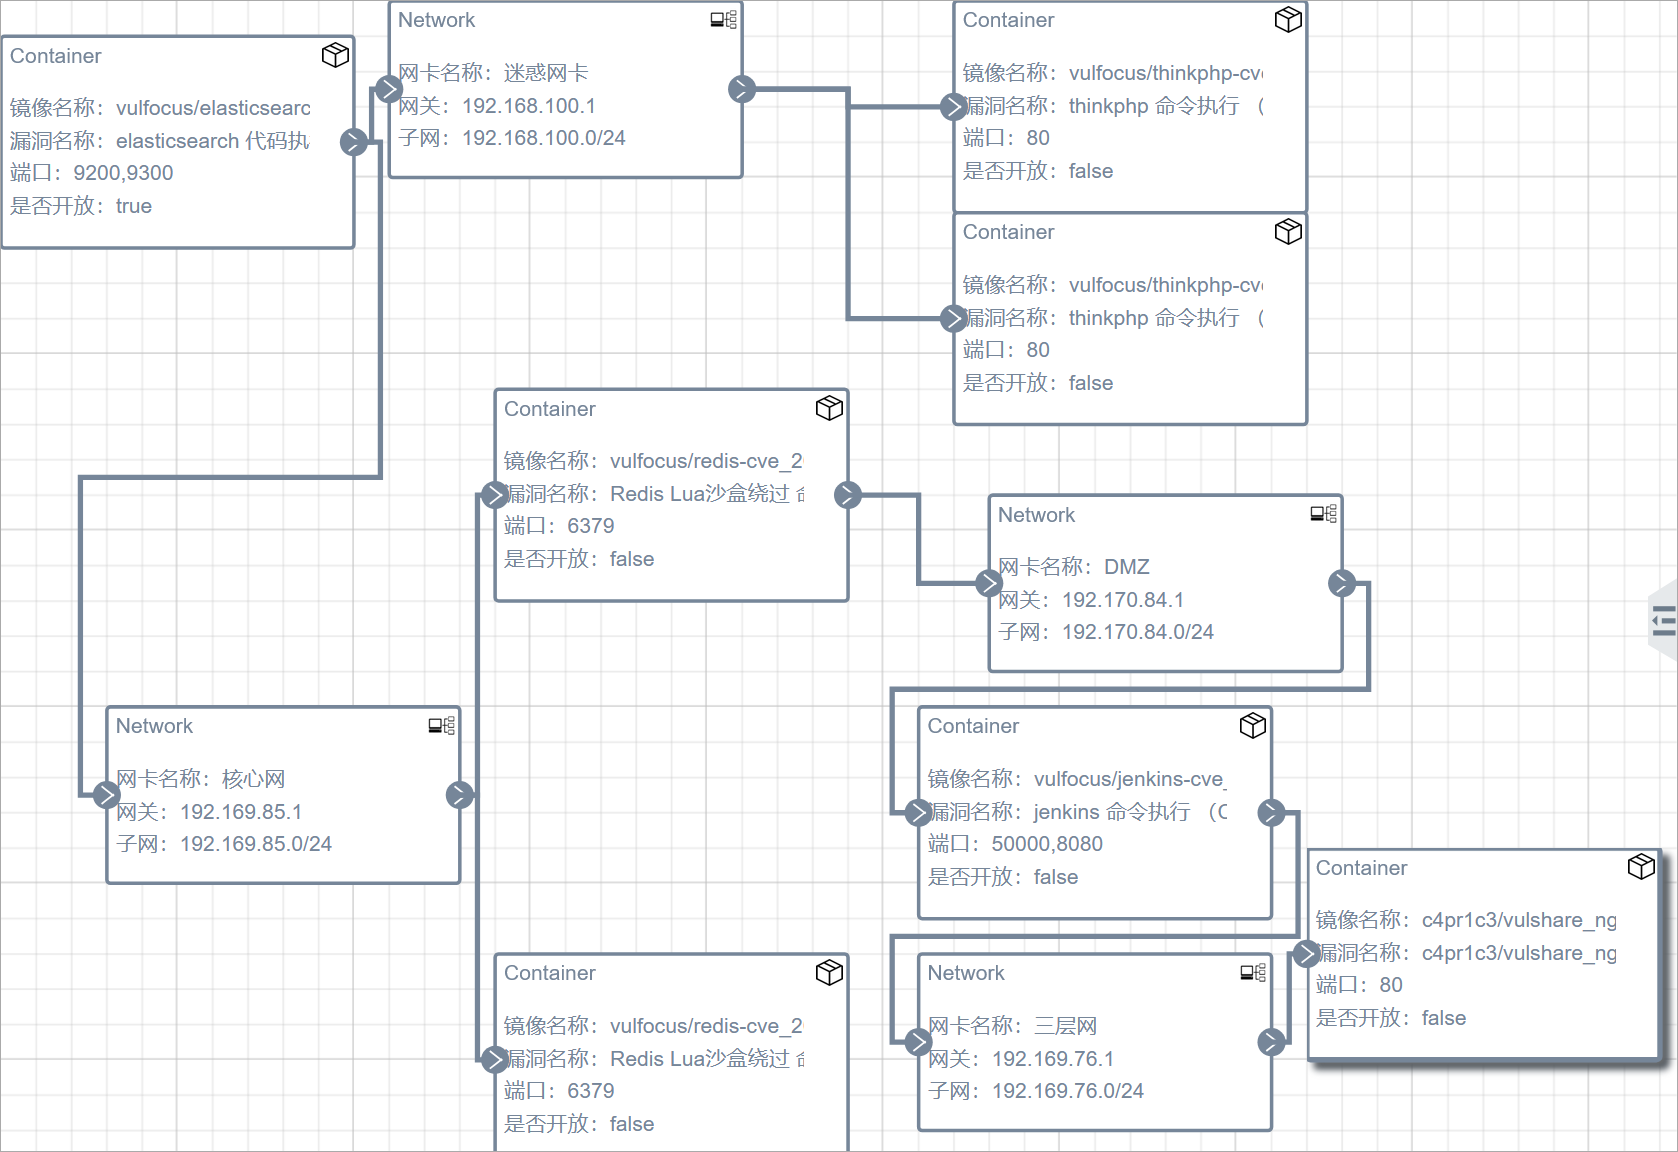 Container
镜像名称：vulfocus/elasticsearc
漏洞名称：elasticsearch 代码执
端口：9200,9300
是否开放：true
Network
网卡名称：迷惑网卡
网关：192.168.100.1
子网：192.168.100.0/24
Container
镜像名称：vulfocus/thinkphp-cv
漏洞名称：thinkphp 命令执行 （
端口：80
是否开放：false
Container
镜像名称：vulfocus/thinkphp-cv
漏洞名称：thinkphp 命令执行 （
端口：80
是否开放：false
Container
镜像名称：vulfocus/redis-cve_2
漏洞名称：Redis Lua沙盒绕过
端口：6379
是否开放：false
Network
网卡名称：DMZ
网关：192.170.84.1
子网：192.170.84.0/24
Network
网卡名称：核心网
网关：192.169.85.1
子网：192.169.85.0/24
Container
镜像名称：vulfocus/jenkins-cve_
漏洞名称：jenkins 命令执行 （C
端口：50000,8080
是否开放：false
Container
镜像名称：c4pr1c3/vulshare_ng
漏洞名称：c4pr1c3/vulshare_ng
端口：80
是否开放：false
Container
镜像名称：vulfocus/redis-cve_2
漏洞名称：Redis Lua沙盒绕过
端口：6379
是否开放：false
Network
网卡名称：三层网
网关：192.169.76.1
子网：192.169.76.0/24